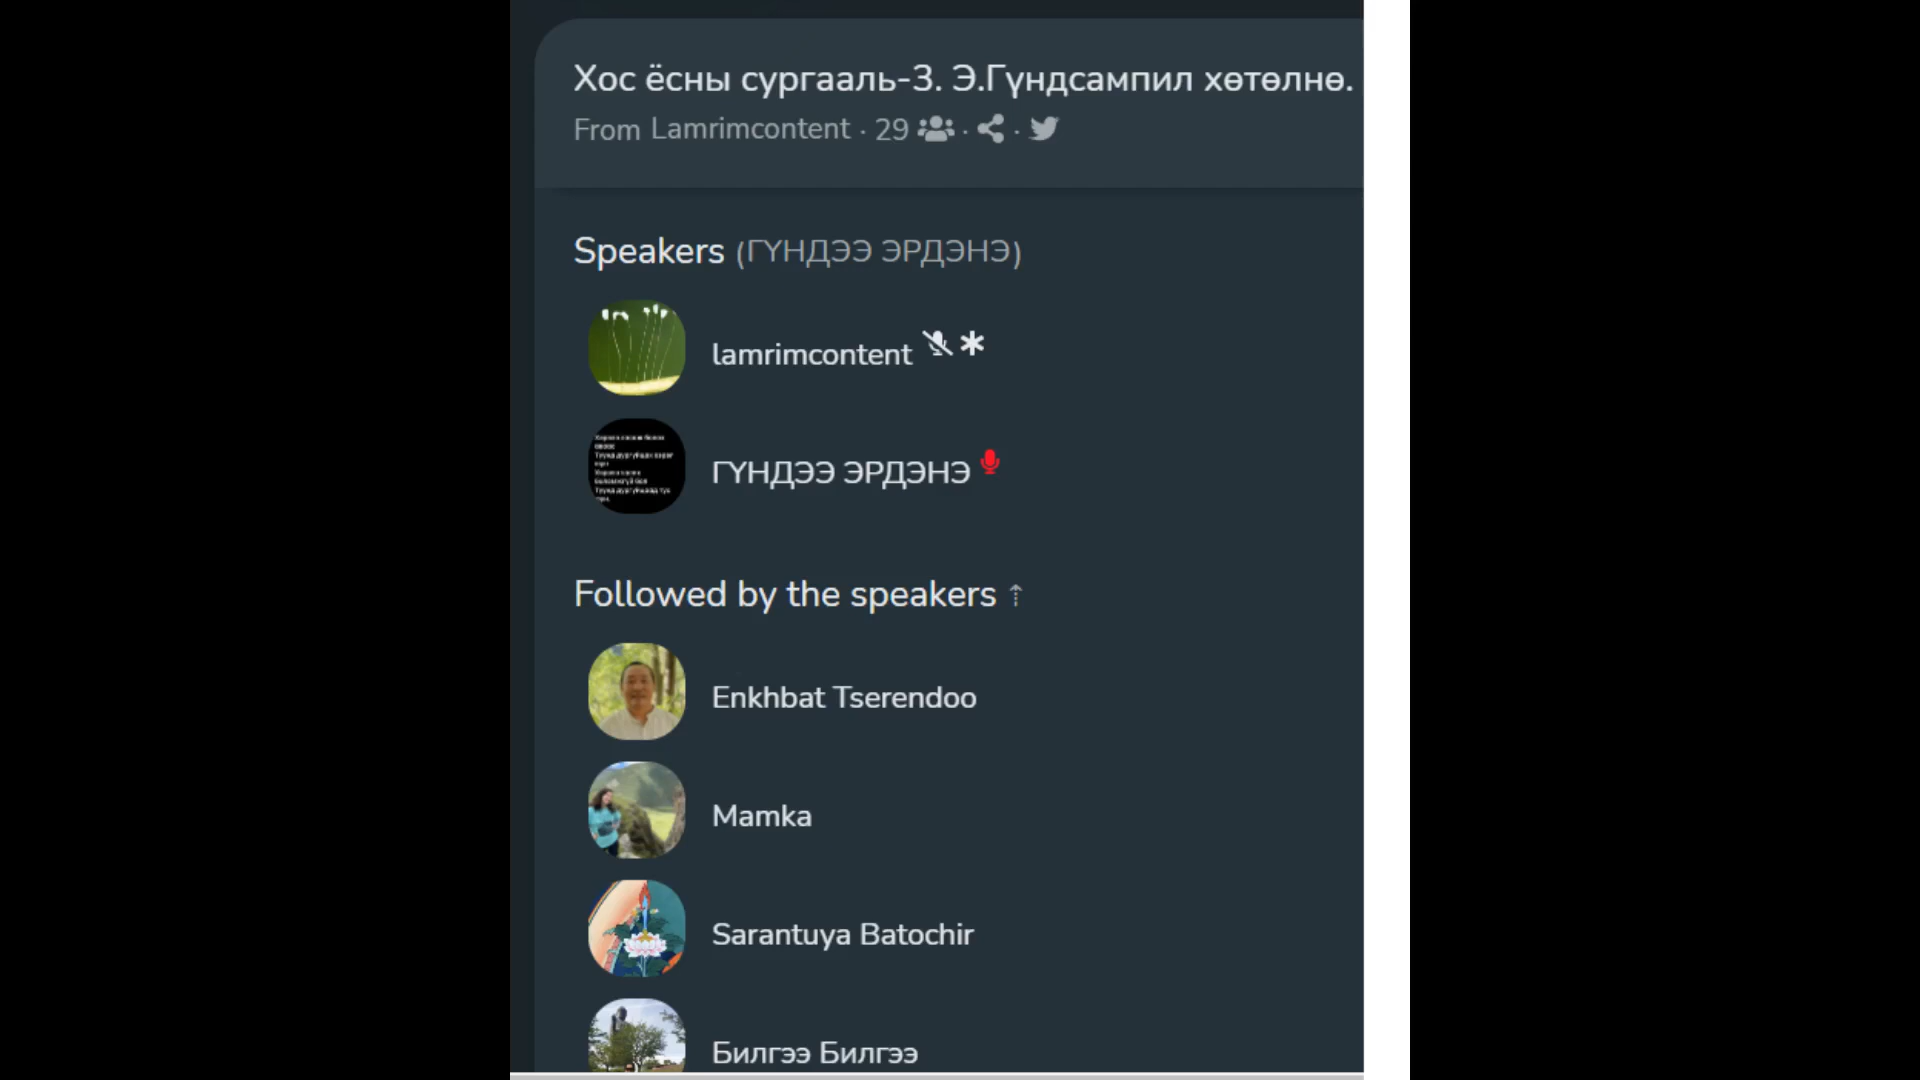 Хос ёсны сургааль-3. Э.Гүндсампил хөтөлнө.
From Lamrimcontent · 29 · ·
Speakers (ГҮНДЭЭ ЭРДЭНЭ)
lamrimcontent
ГҮНДЭЭ ЭРДЭНЭ
Followed by the speakers
Enkhbat Tserendoo
Mamka
Sarantuya Batochir
Билгээ Билгээ